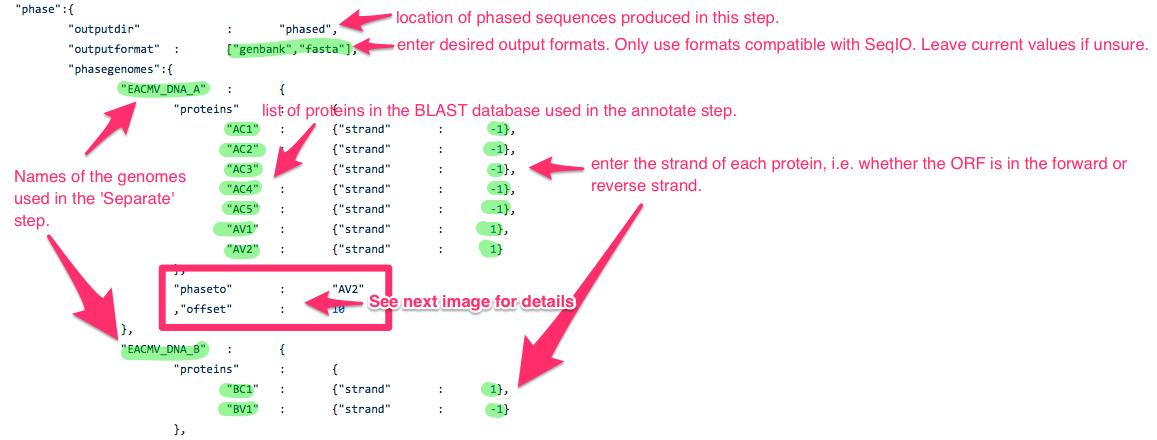 "phase":{
"outputdir" : "phased",
location of phased sequences produced in this step.
"outputformat" : ["genbank","fasta"],
enter desired output formats. Only use formats compatible with SeqIO. Leave current values if unsure.
"phasegenomes":{
"EACMV_DNA_A" : {
"proteins" : {
list of proteins in the BLAST database used in the annotate step.
"AC1" : {"strand" : -1},
"AC2" : {"strand" : -1},
"AC3" : {"strand" : -1},
"AC4" : {"strand" : -1},
"AC5" : {"strand" : -1},
"AV1" : {"strand" : 1},
"AV2" : {"strand" : 1}
enter the strand of each protein, i.e. whether the ORF is in the forward or
reverse strand.
Names of the genomes
used in the 'Separate'
step.
},
"phaseto" : "AV2"
,"offset" : 10
See next image for details
},
"EACMV_DNA_B" : {
"proteins" : {
"BC1" : {"strand" : 1},
"BV1" : {"strand" : -1}
},